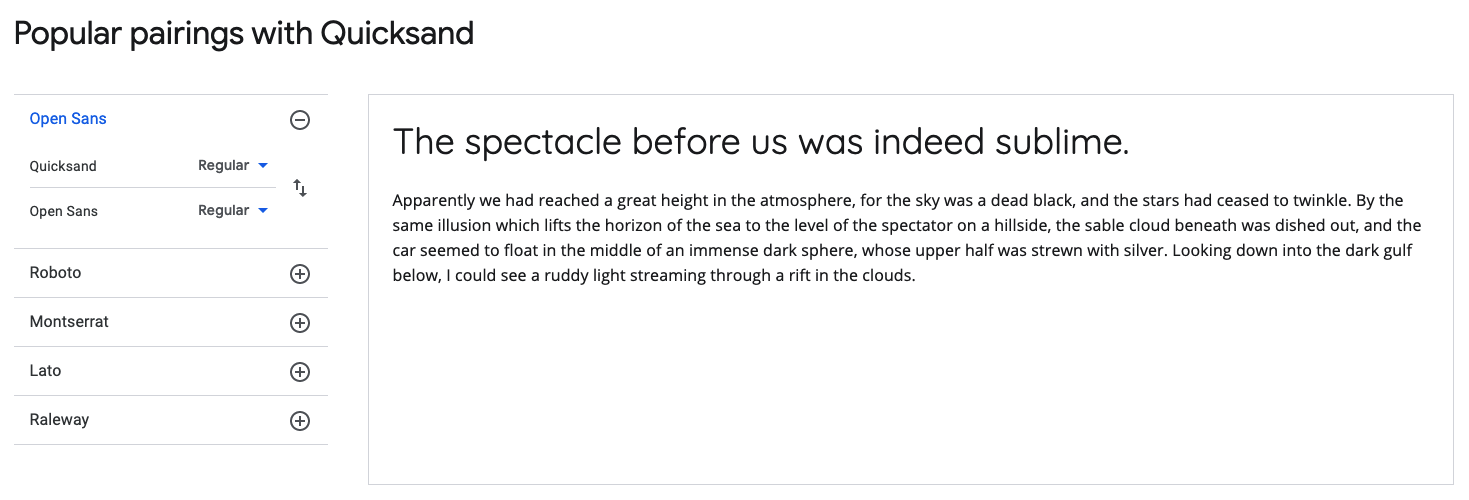 Popular pairings with Quicksand
Open Sans
Quicksand Regular
Open Sans Regular
Roboto
Montserrat
Lato
Raleway
The spectacle before us was indeed sublime.
Apparently we had reached a great height in the atmosphere, for the sky was a dead black, and the stars had ceased to twinkle. By the
same illusion which lifts the horizon of the sea to the level of the spectator on a hillside, the sable cloud beneath was dished out, and the
car seemed to float in the middle of an immense dark sphere, whose upper half was strewn with silver. Looking down into the dark gulf
below, I could see a ruddy light streaming through a rift in the clouds.